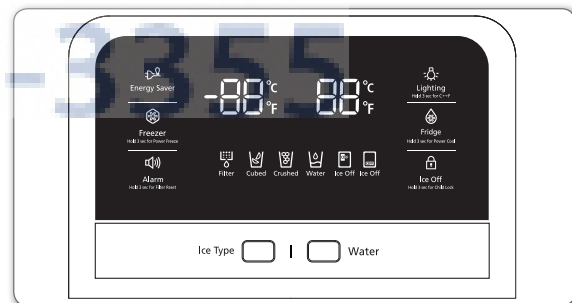 -3355
Energy Saver
-88 °C °F
88 °C °F
Lighting
Hold 3 sec for C↔F
Freezer
Hold 3 sec for Power Freeze
Fridge
Hold 3 sec for Power Cool
Alarm
Hold 3 sec for Filter Reset
Filter Cubed Crushed Water Ice Off Ice Off
Ice Off
Hold 3 sec for Child Lock
Ice Type
Water